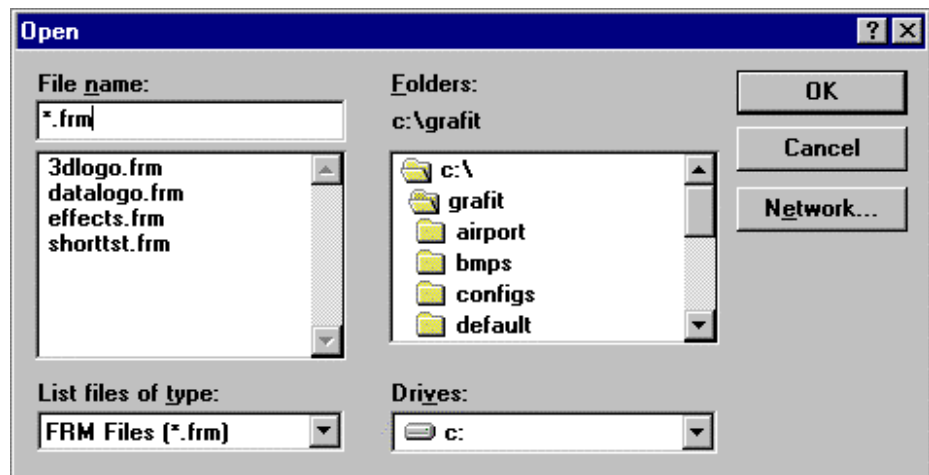 Open
File name:
*.frm
3dlogo.frm
datalogo.frm
effects.frm
shorttst.frm
List files of type:
FRM Files (*.frm)
Folders:
c:\grafit
c:\
grafit
airport
bmps
configs
default
Drives:
c:
OK
Cancel
Network...